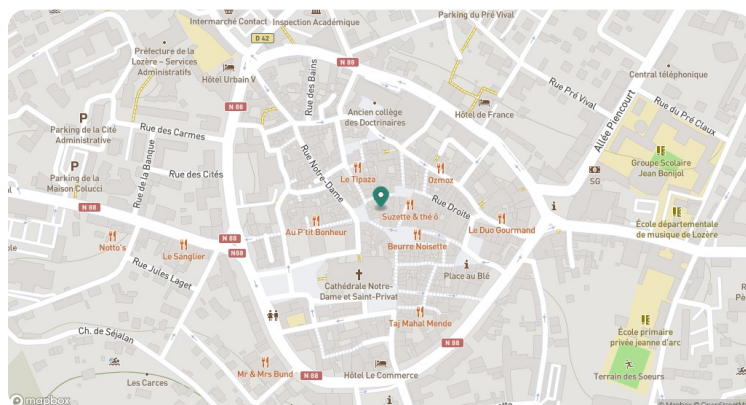 Intermarché Contact
Inspection Académique
Parking du Pré Vival
D 42
Préfecture de la
Lozère – Services
Administratifs
N 88
Hôtel Urbain V
Central téléphonique
Rue des Bains
Rue Pré Vival
Allée Piencourt
Rue du Pré Claux
N 88
Ancien collège
des Doctrinaires
Hôtel de France
P
Parking de la Cité
Administrative
Rue des Carmes
Rue de la Banque
Rue Notre-Dame
Groupe Scolaire
Jean Bonijol
P
Parking de la
Maison Colucci
Rue des Cités
Le Tipaza
Ozmoz
SG
Rue Droite
Suzette & thé ô
Le Duo Gourmand
École départementale
de musique de Lozère
Au P'tit Bonheur
Beurre Noisette
Notto's
Le Sanglier
N 88
N88
Rue Jules Laget
Cathédrale Notre-
Dame et Saint-Privat
Place au Blé
Taj Mahal Mende
École primaire
privée jeanne d'arc
Ch. de Séjalan
N 88
N 88
Les Carces
Mr & Mrs Bund
Hôtel Le Commerce
Terrain des Soeurs
mapbox